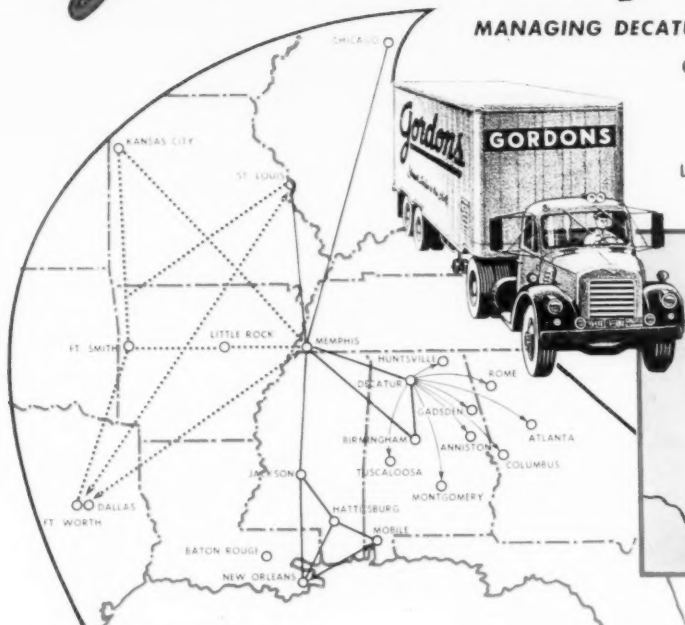 MANAGING DECATU
CHICAGO
Gordons
GORDONS
KANSAS CITY
ST. LOUIS
FT. SMITH
LITTLE ROCK
MEMPHIS
HUNTSVILLE
DECATUR
ROME
GADSDEN
ATLANTA
BIRMINGHAM
ANNISTON
COLUMBUS
TUSCALOOSA
JACKSON
MONTGOMERY
HATTIESBURG
DALLAS
FT WORTH
MOBILE
BATON ROUGE
NEW ORLEANS